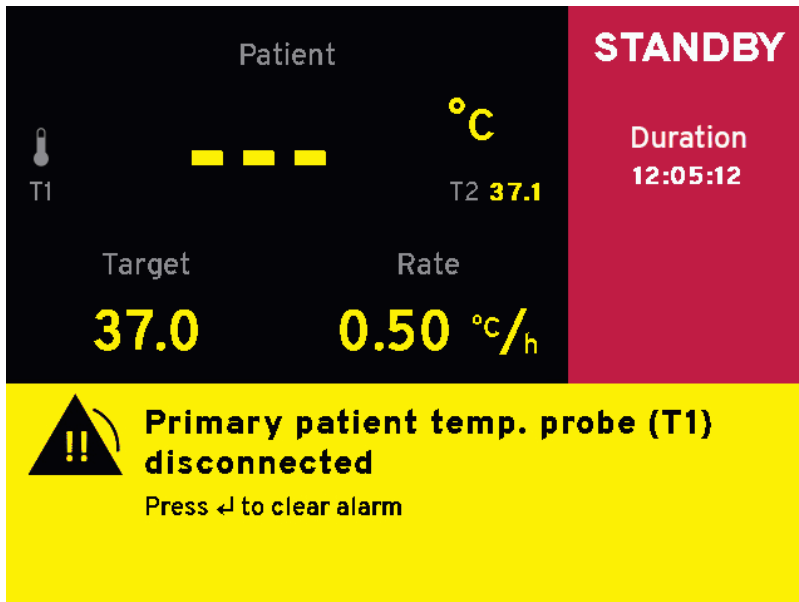 Patient
STANDBY
°C
Duration
12:05:12
---
T1
T2 37.1
Target
Rate
37.0
0.50 °C/h
!!
Primary patient temp. probe (T1)
disconnected
Press ↵ to clear alarm